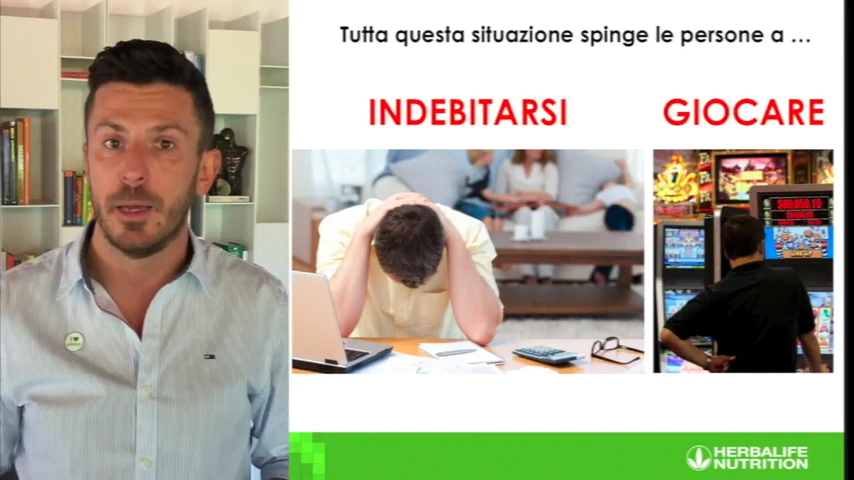 Tutta questa situazione spinge le persone a ...
INDEBITARSI
GIOCARE
HERBALIFE
NUTRITION